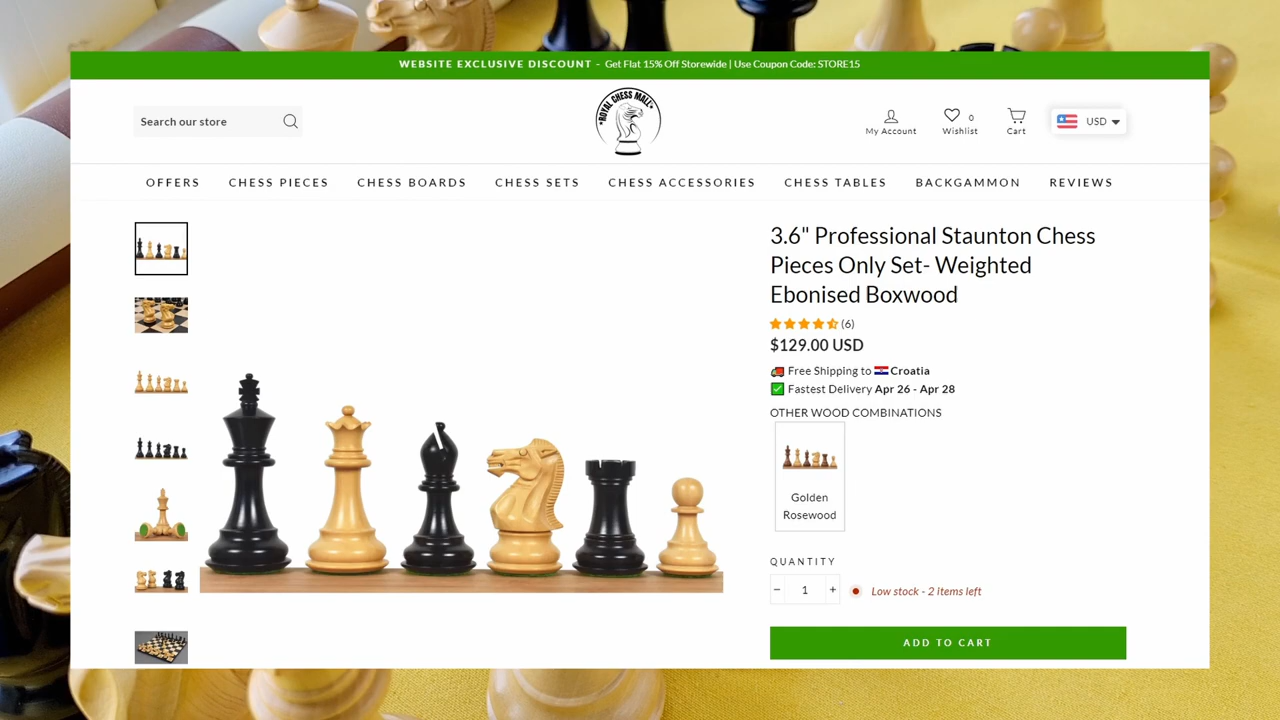 WEBSITE EXCLUSIVE DISCOUNT - Get Flat 15% Off Storewide | Use Coupon Code: STORE15
Search our store
ROYAL CHESS MALL
My Account
0
Wishlist
Cart
USD
OFFERS CHESS PIECES CHESS BOARDS CHESS SETS CHESS ACCESSORIES CHESS TABLES BACKGAMMON REVIEWS
3.6" Professional Staunton Chess
Pieces Only Set- Weighted
Ebonised Boxwood
(6)
$129.00 USD
Free Shipping to Croatia
Fastest Delivery Apr 26 - Apr 28
OTHER WOOD COMBINATIONS
Golden
Rosewood
QUANTITY
− 1 + Low stock - 2 items left
ADD TO CART